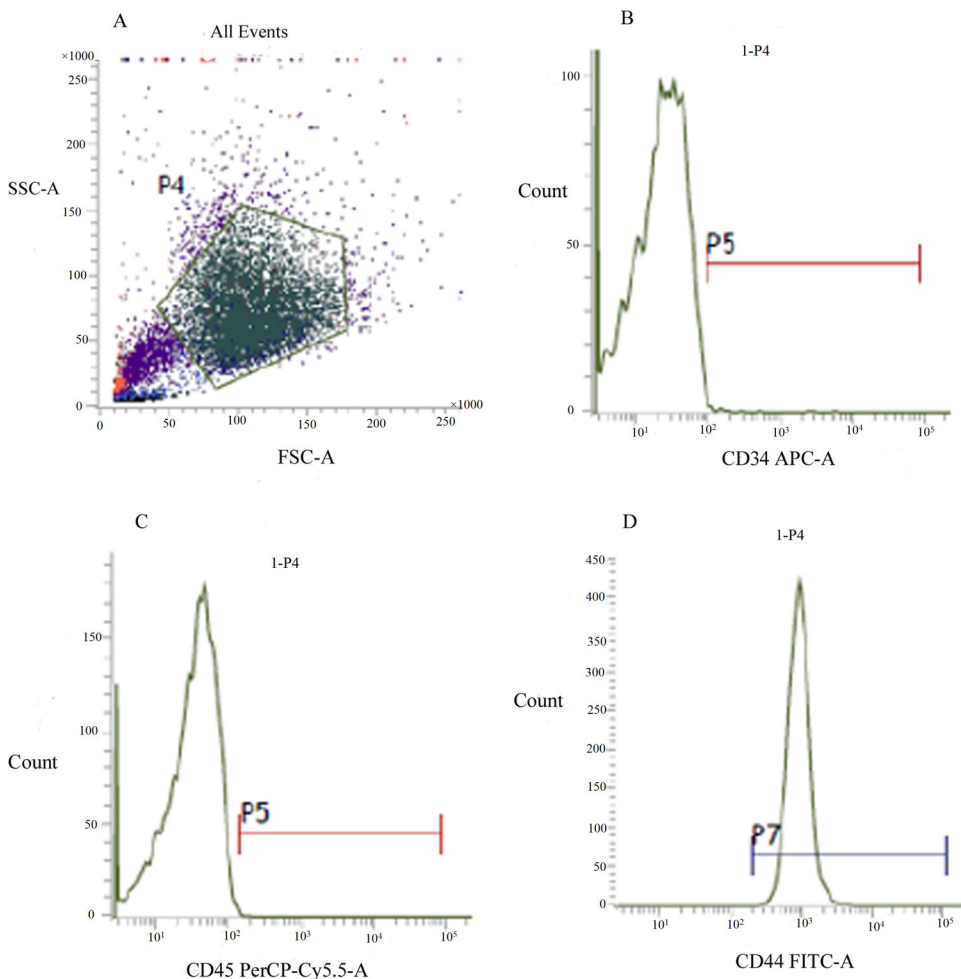 A
All Events
×1000
250
200
SSC-A
P4
150
100
50
0
0 50 100 150 200 250
×1000
FSC-A
B
1-P4
100
Count
P5
50
0
10¹ 10² 10³ 10⁴ 10⁵
CD34 APC-A
C
1-P4
150
100
Count
P5
50
0
10¹ 10² 10³ 10⁴ 10⁵
CD45 PerCP-Cy5.5-A
D
1-P4
450
400
350
300
Count
250
200
150
100
P7
50
0
10¹ 10² 10³ 10⁴ 10⁵
CD44 FITC-A